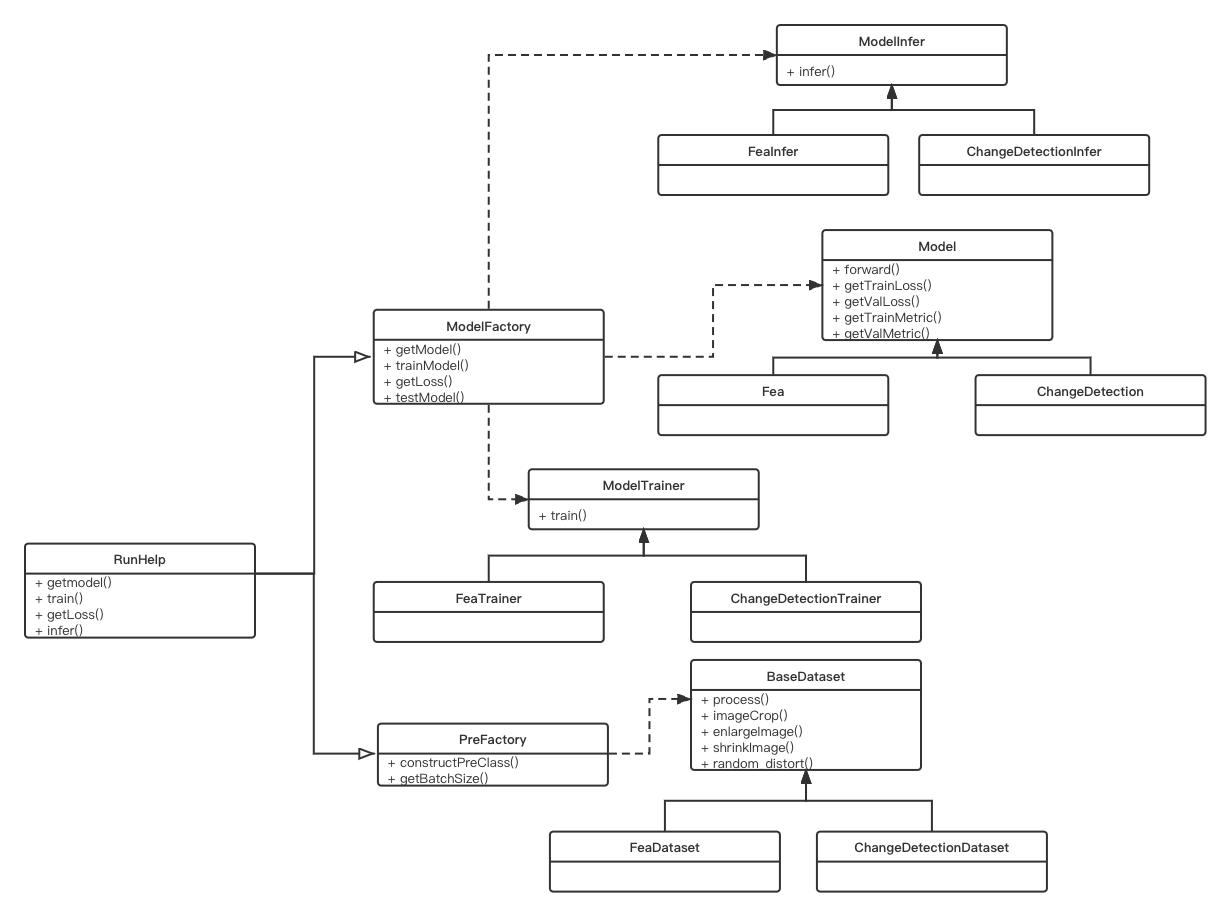 ModelInfer
+ infer()
FeaInfer
ChangeDetectionInfer
Model
+ forward()
+ getTrainLoss()
+ getValLoss()
+ getTrainMetric()
+ getValMetric()
ModelFactory
+ getModel()
+ trainModel()
+ getLoss()
+ testModel()
Fea
ChangeDetection
ModelTrainer
+ train()
RunHelp
+ getmodel()
+ train()
+ getLoss()
+ infer()
FeaTrainer
ChangeDetectionTrainer
BaseDataset
+ process()
+ imageCrop()
+ enlargeImage()
+ shrinkImage()
+ random_distort()
PreFactory
+ constructPreClass()
+ getBatchSize()
FeaDataset
ChangeDetectionDataset